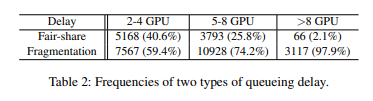 Delay 2-4 GPU 5-8 GPU >8 GPU
Fair-share 5168 (40.6%) 3793 (25.8%) 66 (2.1%)
Fragmentation 7567 (59.4%) 10928 (74.2%) 3117 (97.9%)
Table 2: Frequencies of two types of queueing delay.